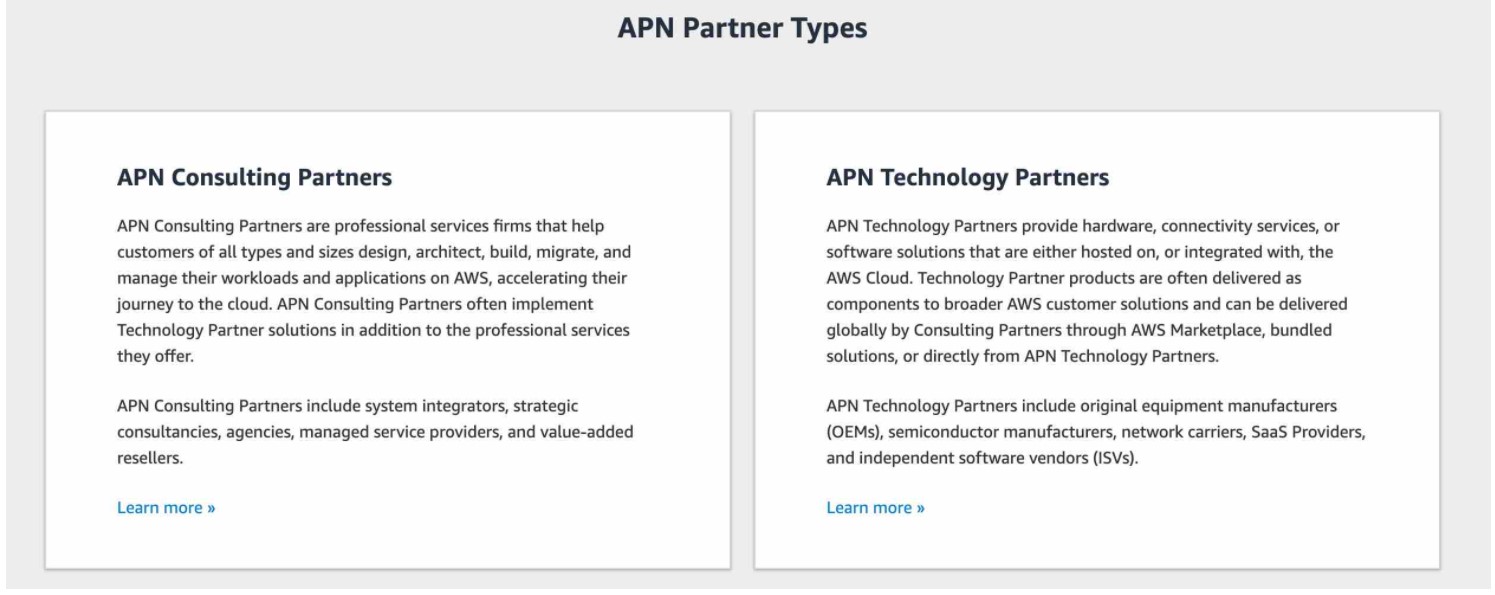 APN Partner Types
APN Consulting Partners
APN Consulting Partners are professional services firms that help
customers of all types and sizes design, architect, build, migrate, and
manage their workloads and applications on AWS, accelerating their
journey to the cloud. APN Consulting Partners often implement
Technology Partner solutions in addition to the professional services
they offer.
APN Consulting Partners include system integrators, strategic
consultancies, agencies, managed service providers, and value-added
resellers.
Learn more »
APN Technology Partners
APN Technology Partners provide hardware, connectivity services, or
software solutions that are either hosted on, or integrated with, the
AWS Cloud. Technology Partner products are often delivered as
components to broader AWS customer solutions and can be delivered
globally by Consulting Partners through AWS Marketplace, bundled
solutions, or directly from APN Technology Partners.
APN Technology Partners include original equipment manufacturers
(OEMs), semiconductor manufacturers, network carriers, SaaS Providers,
and independent software vendors (ISVs).
Learn more »